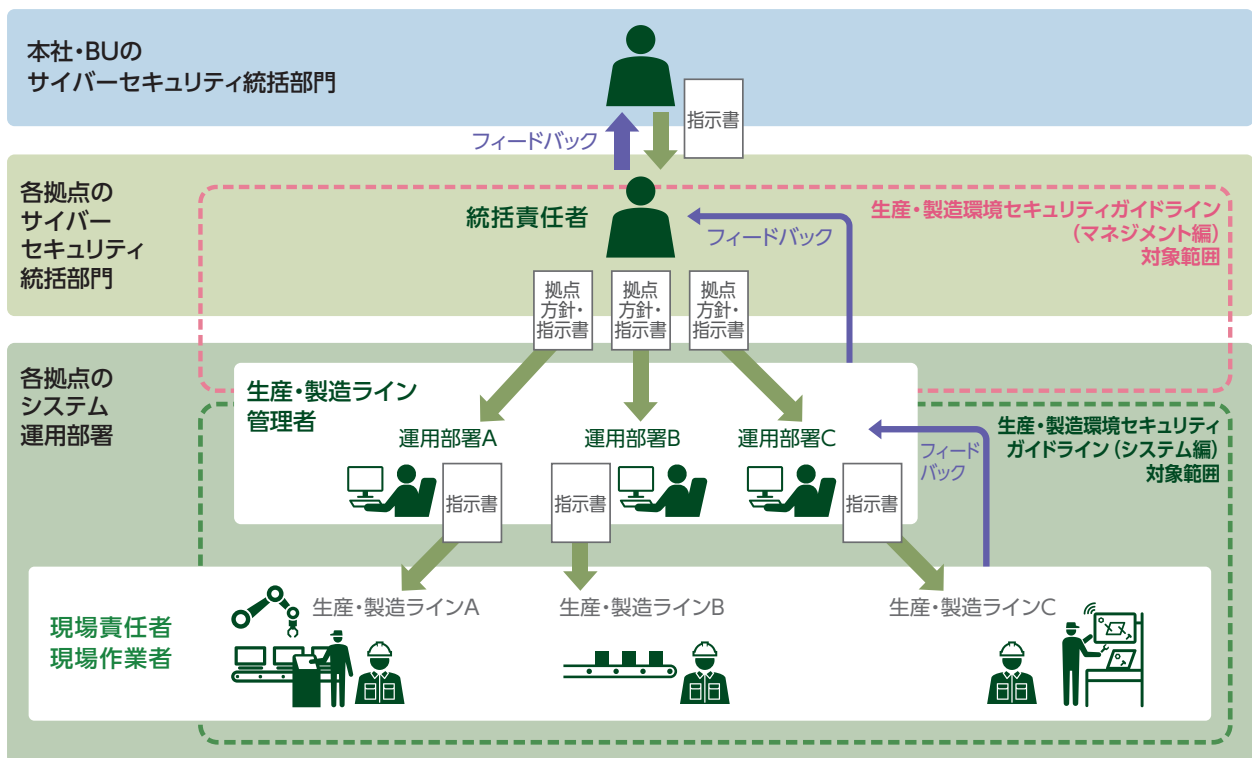 本社・BUの
サイバーセキュリティ統括部門
指示書
フィードバック
各拠点の
サイバー
セキュリティ
統括部門
統括責任者
フィードバック
生産・製造環境セキュリティガイドライン
(マネジメント編)
対象範囲
拠点
方針・
指示書
拠点
方針・
指示書
拠点
方針・
指示書
各拠点の
システム
運用部署
生産・製造ライン
管理者
運用部署A
運用部署B
運用部署C
生産・製造環境セキュリティ
ガイドライン(システム編)
対象範囲
フィード
バック
指示書
指示書
指示書
現場責任者
現場作業者
生産・製造ラインA
生産・製造ラインB
生産・製造ラインC